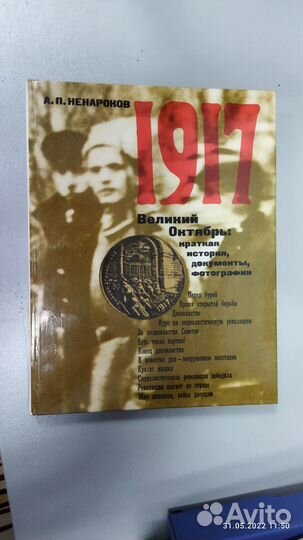 А.П.НЕНАРОКОВ
1917
Великий
Октябрь:
краткая
история,
документы,
фотографии
Перед бурей
Время открытой борьбы
Двоевластие
Курс на социалистическую революцию
За полновластие Советов
Есть такая партия!
Конец двоевластия
В повестке дня — вооруженное восстание
Кризис назрел
Социалистическая революция победила
Революция шагает по стране
Мир хижинам, война дворцам
Avito
31.05.2022 11:50